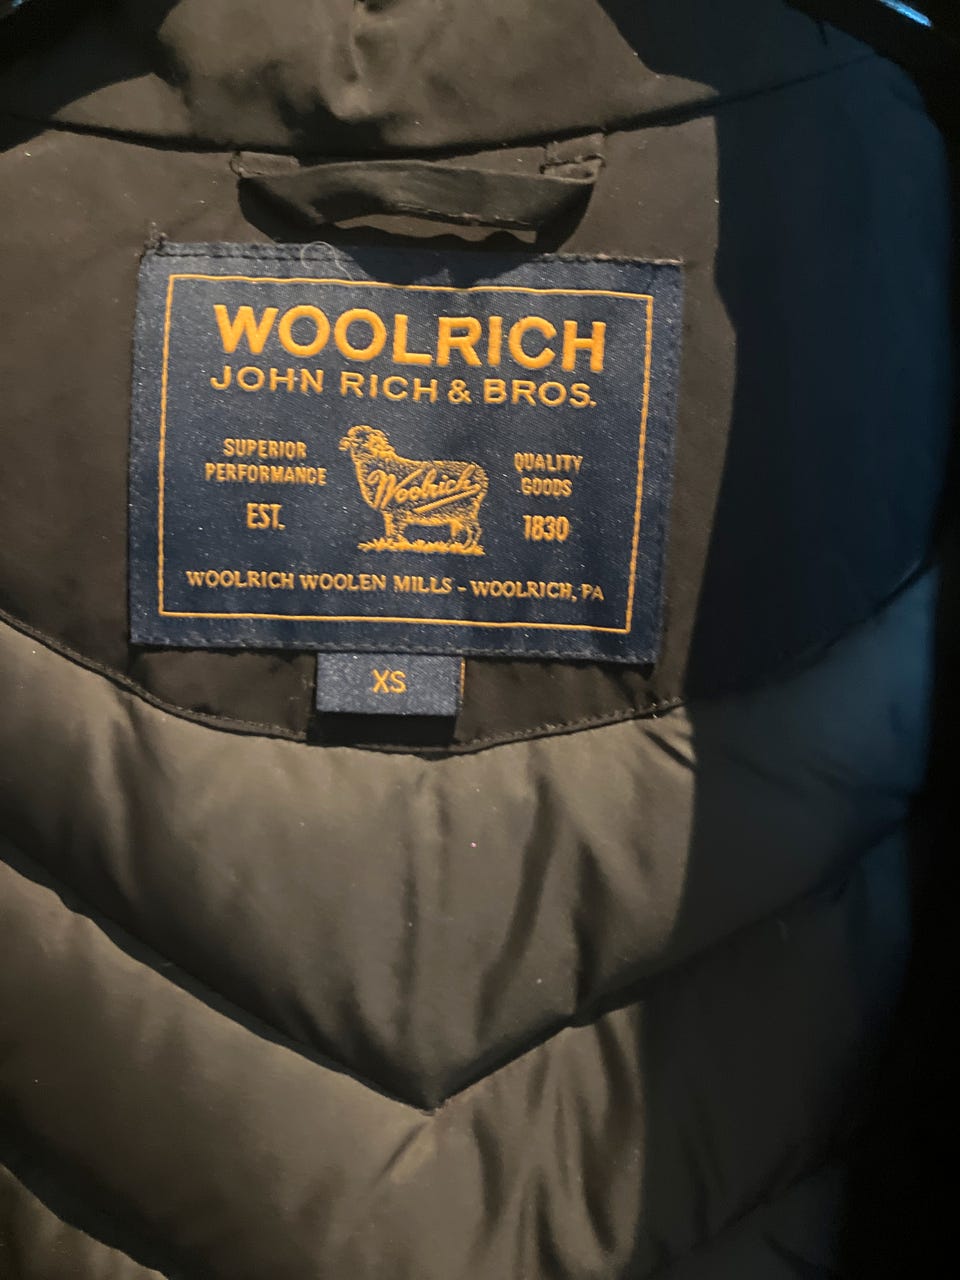 WOOLRICH
JOHN RICH & BROS.
SUPERIOR
PERFORMANCE
EST.
Woolrich
QUALITY
GOODS
1830
WOOLRICH WOOLEN MILLS - WOOLRICH, PA
XS